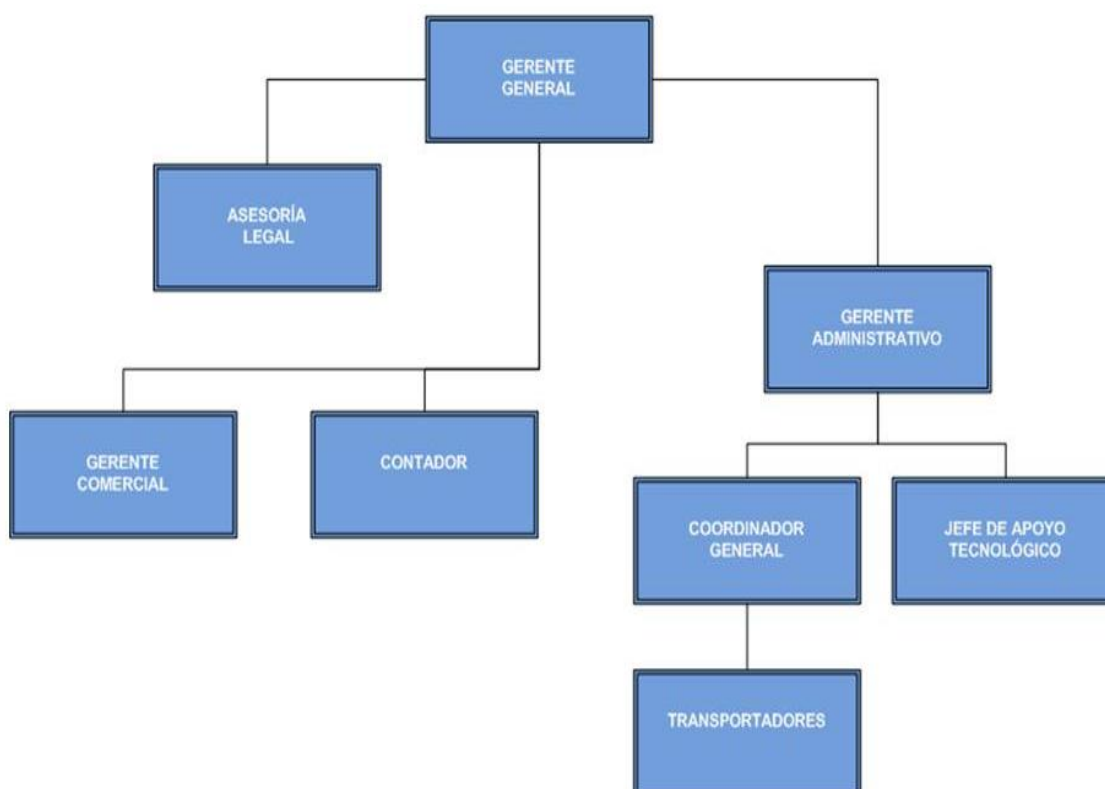 GERENTE
GENERAL
ASESORÍA
LEGAL
GERENTE
ADMINISTRATIVO
GERENTE
COMERCIAL
CONTADOR
COORDINADOR
GENERAL
JEFE DE APOYO
TECNOLÓGICO
TRANSPORTADORES